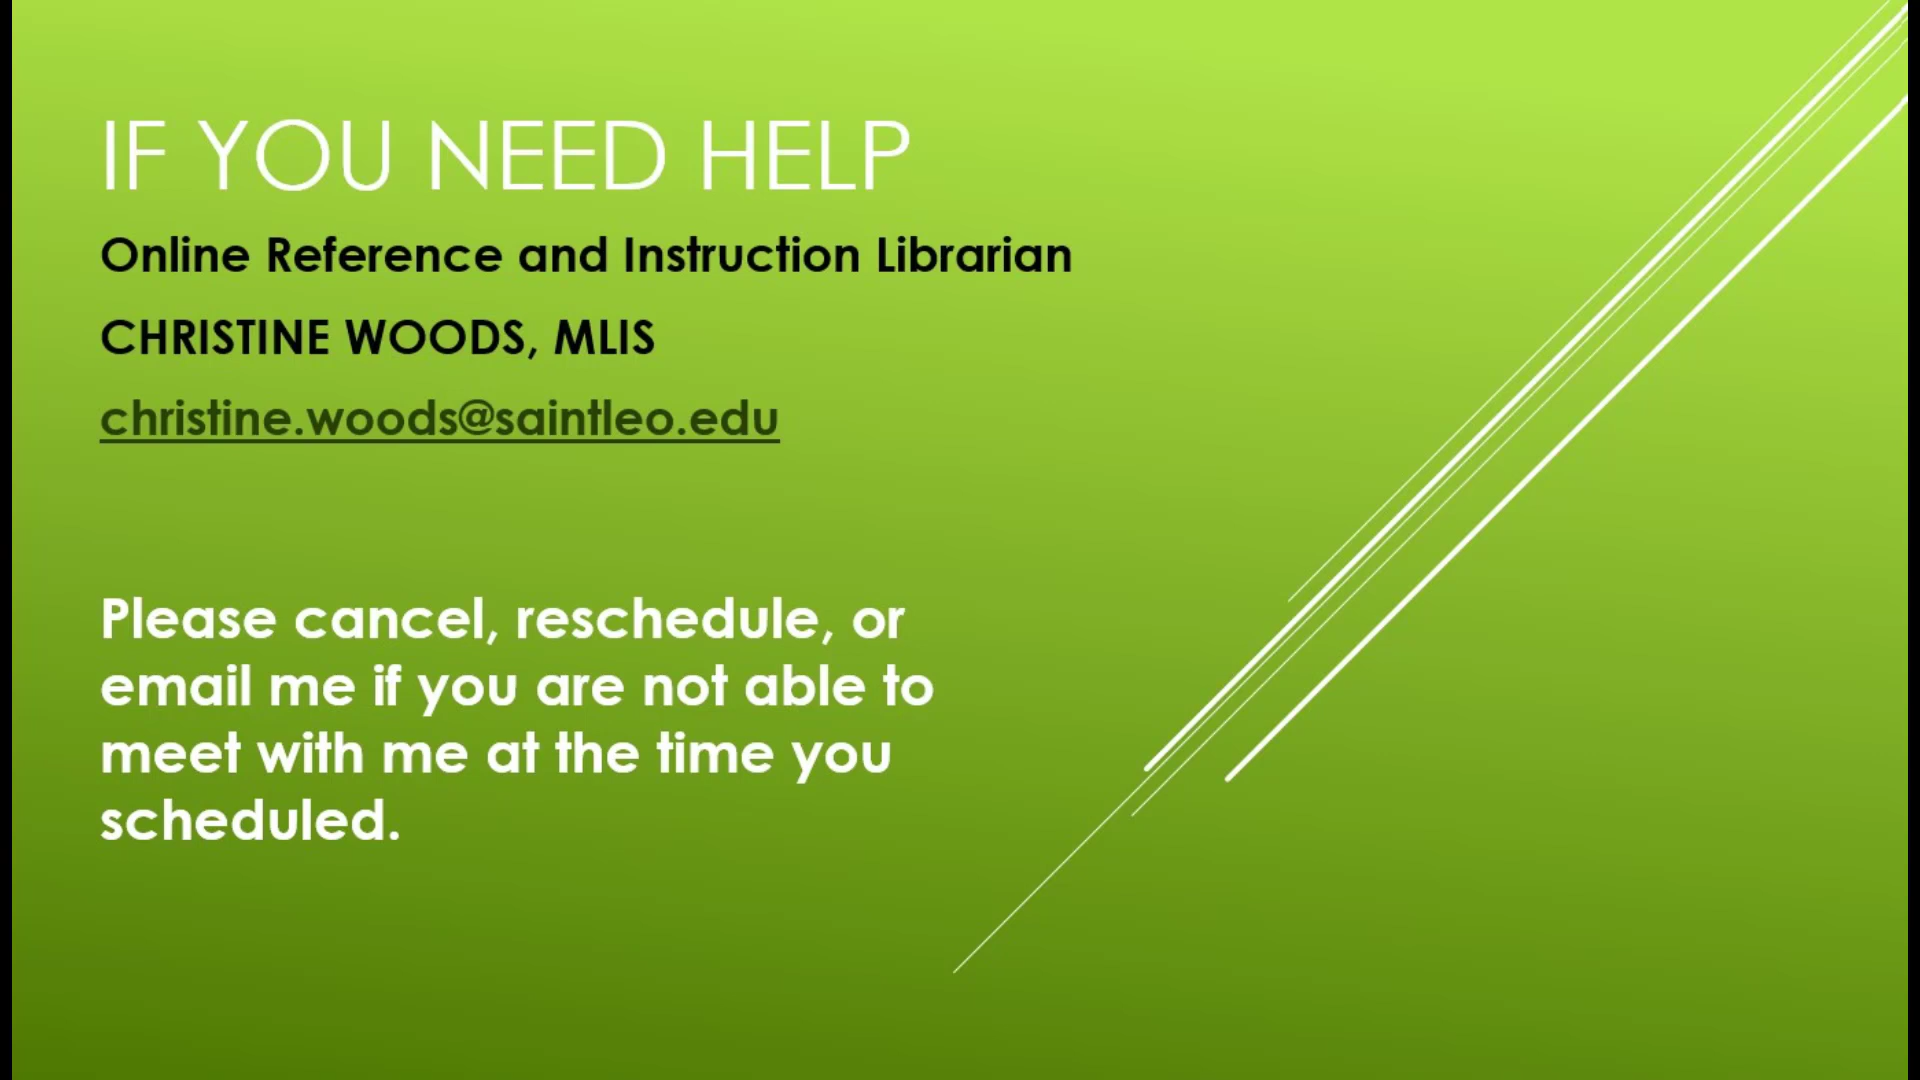 IF YOU NEED HELP
Online Reference and Instruction Librarian
CHRISTINE WOODS, MLIS
christine.woods@saintleo.edu
Please cancel, reschedule, or
email me if you are not able to
meet with me at the time you
scheduled.